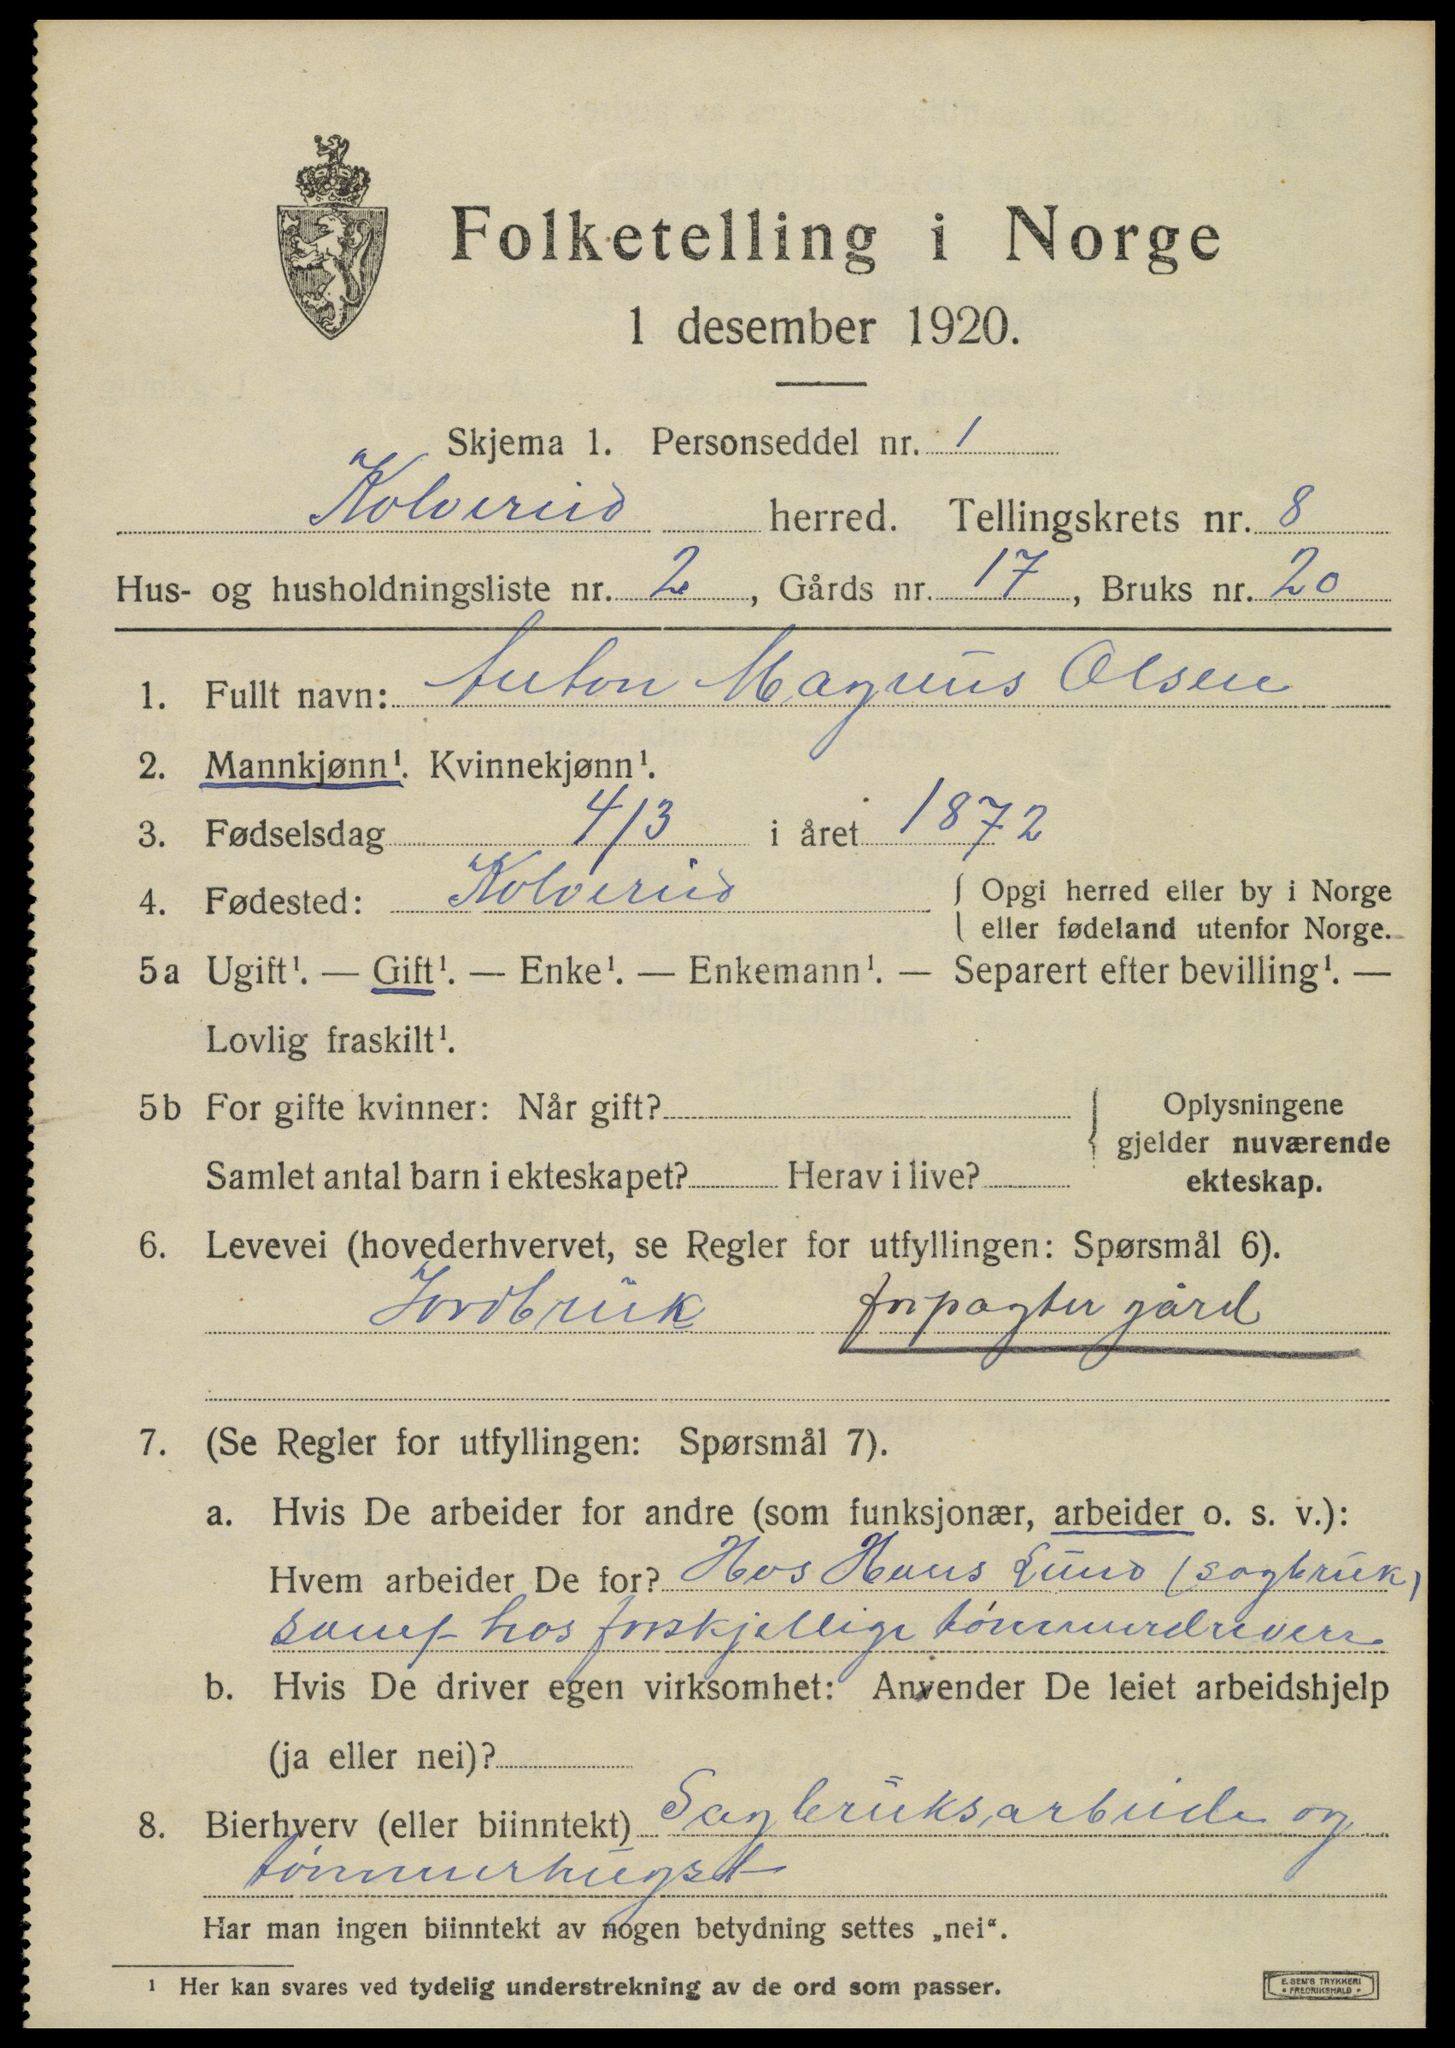 Folketelling i Norge
1 desember 1920.
Skjema 1. Personseddel nr. 1
Kolvereid herred. Tellingskrets nr. 8
Hus- og husholdningsliste nr. 2, Gårds nr. 17, Bruks nr. 20
1. Fullt navn: Anton Magnus Olsen
2. Mannkjønn¹. Kvinnekjønn¹.
3. Fødselsdag 4/3 i året 1872
4. Fødested: Kolvereid { Opgi herred eller by i Norge
eller fødeland utenfor Norge.
5a Ugift¹. — Gift¹. — Enke¹. — Enkemann¹. — Separert efter bevilling¹. —
Lovlig fraskilt¹.
5b For gifte kvinner: Når gift? { Oplysningene
gjelder nuværende
Samlet antal barn i ekteskapet? Herav i live? ekteskap.
6. Levevei (hovederhvervet, se Regler for utfyllingen: Spørsmål 6).
Jordbruk forpagter gård
7. (Se Regler for utfyllingen: Spørsmål 7).
a. Hvis De arbeider for andre (som funksjonær, arbeider o. s. v.):
Hvem arbeider De for? Hos Hans Lund (sagbruk)
samt hos forskjellige tømmerdrivere
b. Hvis De driver egen virksomhet: Anvender De leiet arbeidshjelp
(ja eller nei)?
8. Bierhverv (eller biinntekt) Sagbruksarbeide og
tømmerhugst
Har man ingen biinntekt av nogen betydning settes „nei“.
¹ Her kan svares ved tydelig understrekning av de ord som passer.
E. SEM'S TRYKKERI
• FREDRIKSHALD •